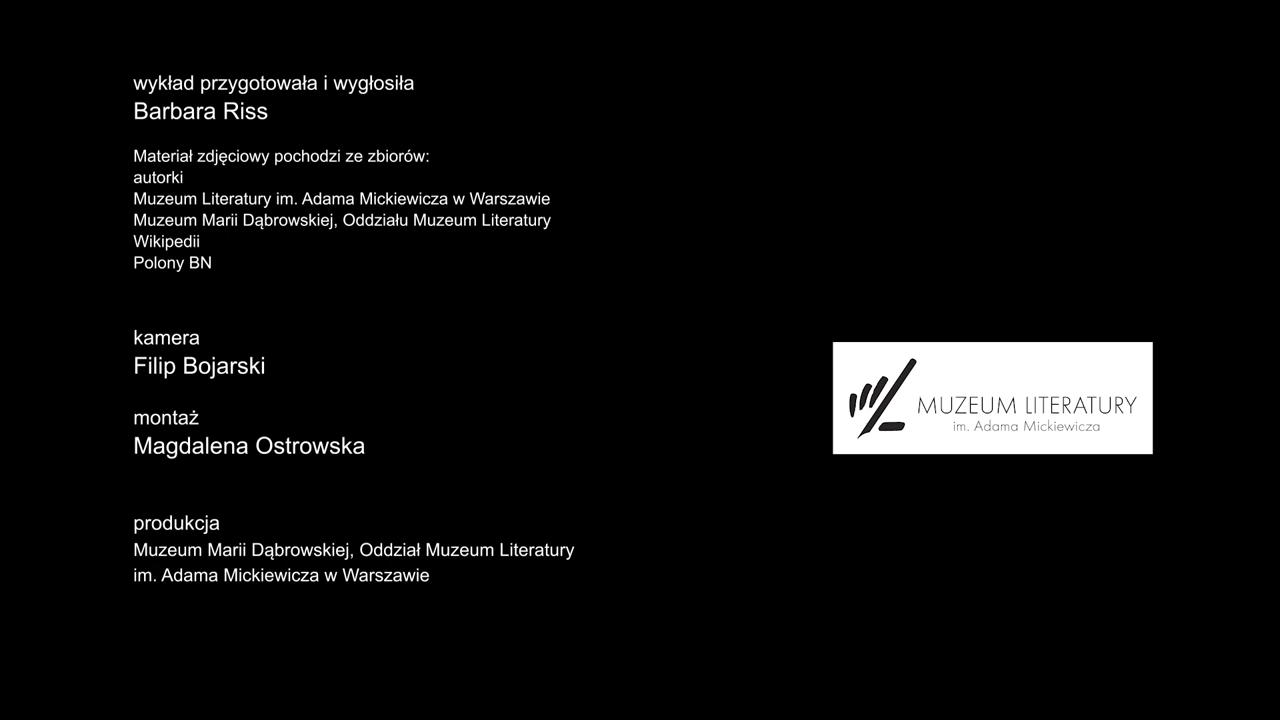 wykład przygotowała i wygłosiła
Barbara Riss
Materiał zdjęciowy pochodzi ze zbiorów:
autorki
Muzeum Literatury im. Adama Mickiewicza w Warszawie
Muzeum Marii Dąbrowskiej, Oddziału Muzeum Literatury
Wikipedii
Polony BN
kamera
Filip Bojarski
montaż
Magdalena Ostrowska
produkcja
Muzeum Marii Dąbrowskiej, Oddział Muzeum Literatury
im. Adama Mickiewicza w Warszawie
MUZEUM LITERATURY
im. Adama Mickiewicza